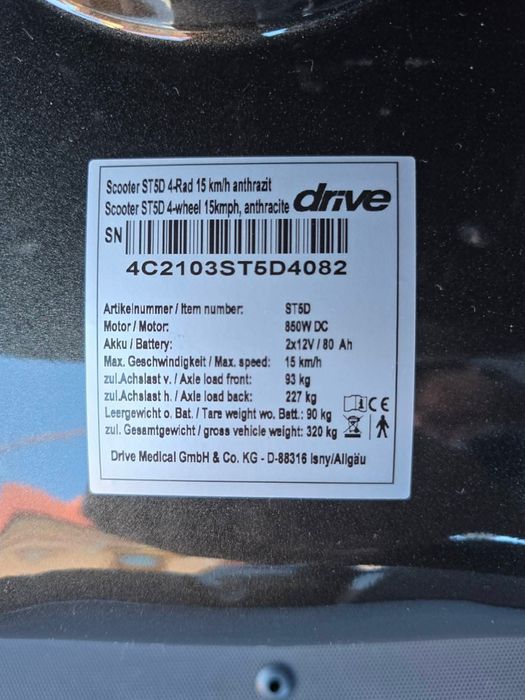 Scooter ST5D 4-Rad 15 km/h anthrazit
Scooter ST5D 4-wheel 15kmph, anthracite drive
SN
4C2103ST5D4082
Artikelnummer / Item number: ST5D
Motor / Motor: 850W DC
Akku / Battery: 2x12V / 80 Ah
Max. Geschwindigkeit / Max. speed: 15 km/h
zul.Achslast v. / Axle load front: 93 kg
zul.Achslast h. / Axle load back: 227 kg
Leergewicht o. Bat. / Tare weight wo. Batt.: 90 kg
zul. Gesamtgewicht / gross vehicle weight: 320 kg
CE
Drive Medical GmbH & Co. KG - D-88316 Isny/Allgäu